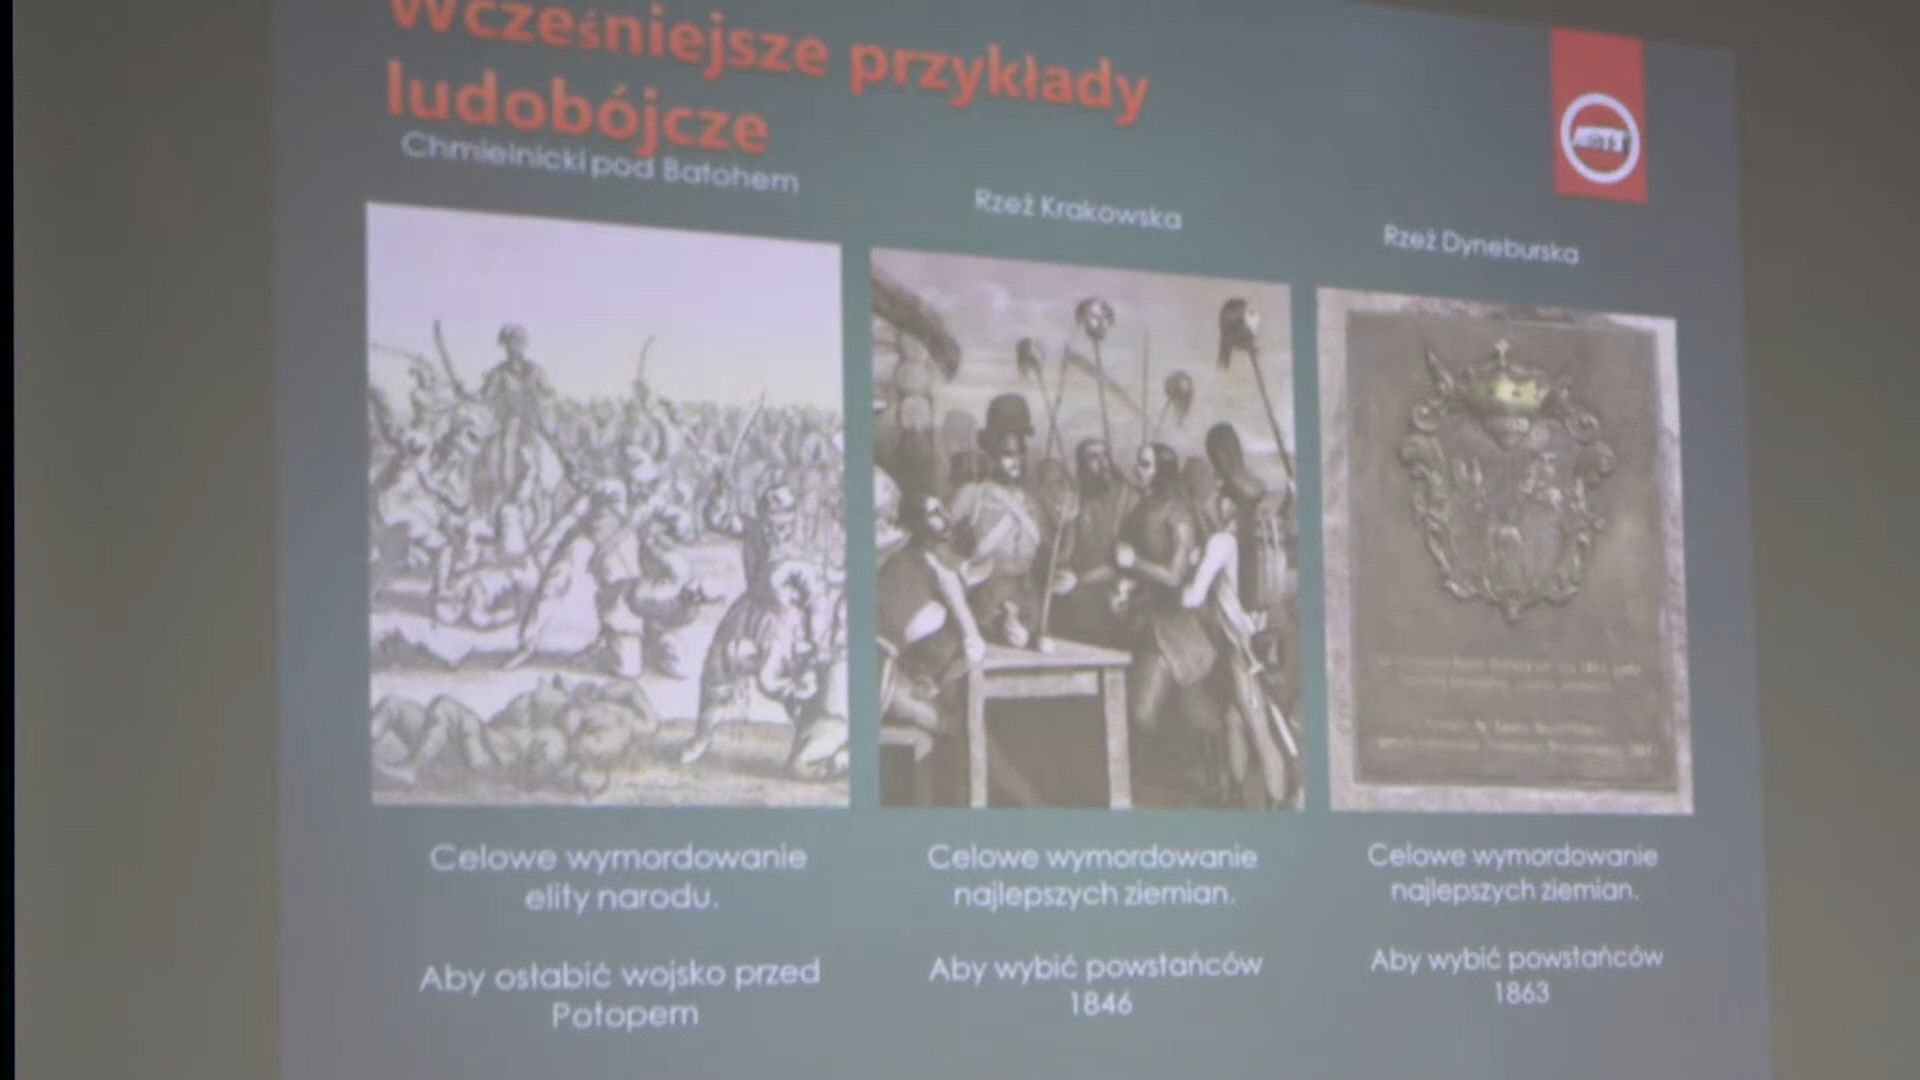 Wcześniejsze przykłady
ludobójcze
Chmielnicki pod Batohem
Rzeź Krakowska
Rzeź Dyneburska
Celowe wymordowanie
elity narodu.
Aby osłabić wojsko przed
Potopem
Celowe wymordowanie
najlepszych ziemian.
Aby wybić powstańców
1846
Celowe wymordowanie
najlepszych ziemian.
Aby wybić powstańców
1863